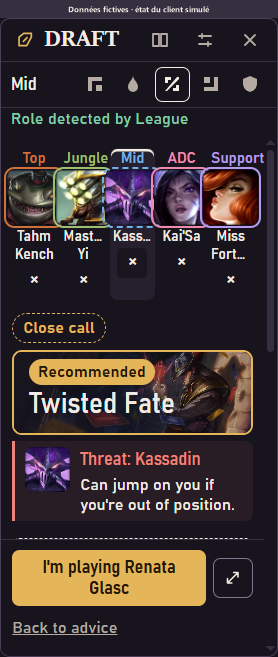 Données fictives · état du client simulé
DRAFT
Mid
Role detected by League
Top Jungle Mid ADC Support
Tahm Kench
Mast… Yi
Kass…
Kai'Sa
Miss Fort…
Close call
Recommended
Twisted Fate
Threat: Kassadin
Can jump on you if
you're out of position.
I'm playing Renata
Glasc
Back to advice